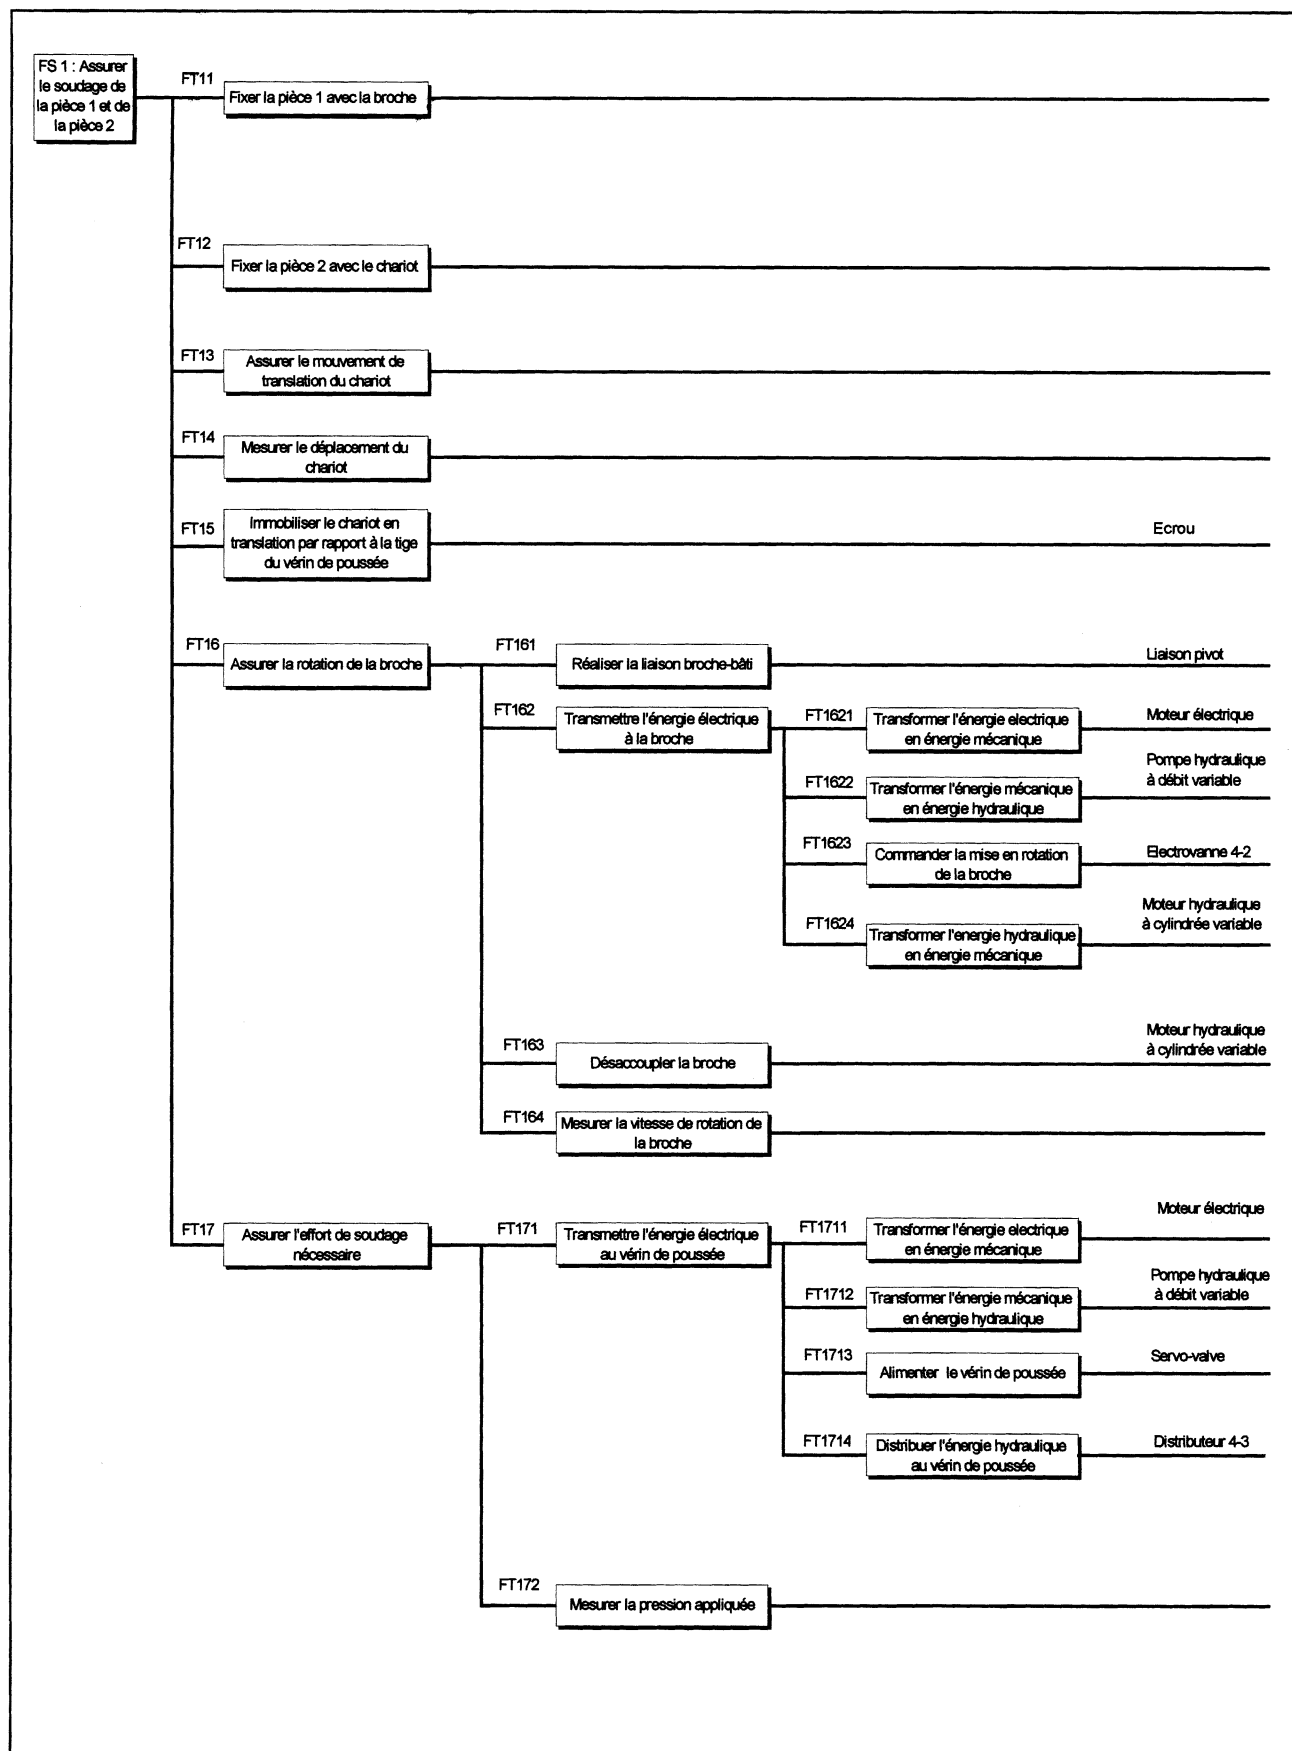 FS 1 : Assurer
le soudage de
la pièce 1 et de
la pièce 2
FT11
Fixer la pièce 1 avec la broche
FT12
Fixer la pièce 2 avec le chariot
FT13
Assurer le mouvement de
translation du chariot
FT14
Mesurer le déplacement du
chariot
FT15
Immobiliser le chariot en
translation par rapport à la tige
du vérin de poussée
Ecrou
FT16
Assurer la rotation de la broche
FT161
Réaliser la liaison broche-bâti
Liaison pivot
FT162
Transmettre l'énergie électrique
à la broche
FT1621
Transformer l'énergie electrique
en énergie mécanique
Moteur électrique
FT1622
Transformer l'énergie mécanique
en énergie hydraulique
Pompe hydraulique
à débit variable
FT1623
Commander la mise en rotation
de la broche
Electrovanne 4-2
FT1624
Transformer l'energie hydraulique
en énergie mécanique
Moteur hydraulique
à cylindrée variable
FT163
Désaccoupler la broche
Moteur hydraulique
à cylindrée variable
FT164
Mesurer la vitesse de rotation de
la broche
FT17
Assurer l'effort de soudage
nécessaire
FT171
Transmettre l'énergie électrique
au vérin de poussée
FT1711
Transformer l'énergie electrique
en énergie mécanique
Moteur électrique
FT1712
Transformer l'énergie mécanique
en énergie hydraulique
Pompe hydraulique
à débit variable
FT1713
Alimenter le vérin de poussée
Servo-valve
FT1714
Distribuer l'énergie hydraulique
au vérin de poussée
Distributeur 4-3
FT172
Mesurer la pression appliquée